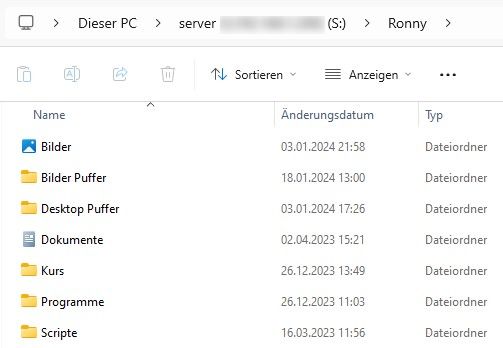 Dieser PC server (S:) Ronny
Sortieren Anzeigen
Name Änderungsdatum Typ
Bilder 03.01.2024 21:58 Dateiordner
Bilder Puffer 18.01.2024 13:00 Dateiordner
Desktop Puffer 03.01.2024 17:26 Dateiordner
Dokumente 02.04.2023 15:21 Dateiordner
Kurs 26.12.2023 13:49 Dateiordner
Programme 26.12.2023 11:03 Dateiordner
Scripte 16.03.2023 11:56 Dateiordner